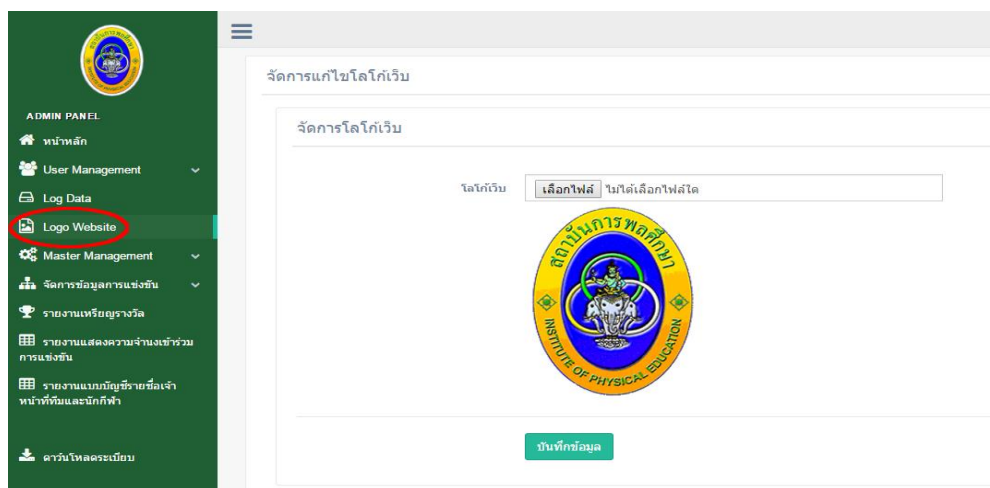 ADMIN PANEL
หน้าหลัก
User Management
Log Data
Logo Website
Master Management
จัดการข้อมูลการแข่งขัน
รายงานเหรียญรางวัล
รายงานแสดงความจำนงเข้าร่วม
การแข่งขัน
รายงานแบบบัญชีรายชื่อเจ้า
หน้าที่ทีมและนักกีฬา
ดาวน์โหลดระเบียบ
จัดการแก้ไขโลโก้เว็บ
จัดการโลโก้เว็บ
โลโก้เว็บ เลือกไฟล์ ไม่ได้เลือกไฟล์ใด
สถาบันการพลศึกษา
INSTITUTE OF PHYSICAL EDUCATION
บันทึกข้อมูล